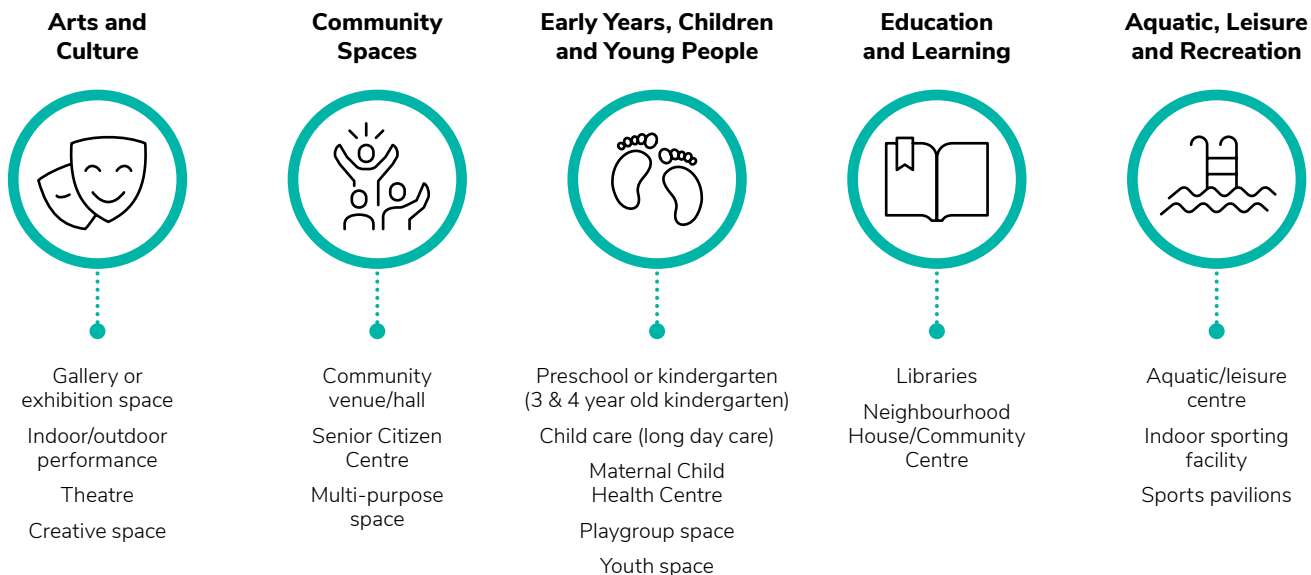 Arts and
Culture
Gallery or
exhibition space
Indoor/outdoor
performance
Theatre
Creative space
Community
Spaces
Community
venue/hall
Senior Citizen
Centre
Multi-purpose
space
Early Years, Children
and Young People
Preschool or kindergarten
(3 & 4 year old kindergarten)
Child care (long day care)
Maternal Child
Health Centre
Playgroup space
Youth space
Education
and Learning
Libraries
Neighbourhood
House/Community
Centre
Aquatic, Leisure
and Recreation
Aquatic/leisure
centre
Indoor sporting
facility
Sports pavilions